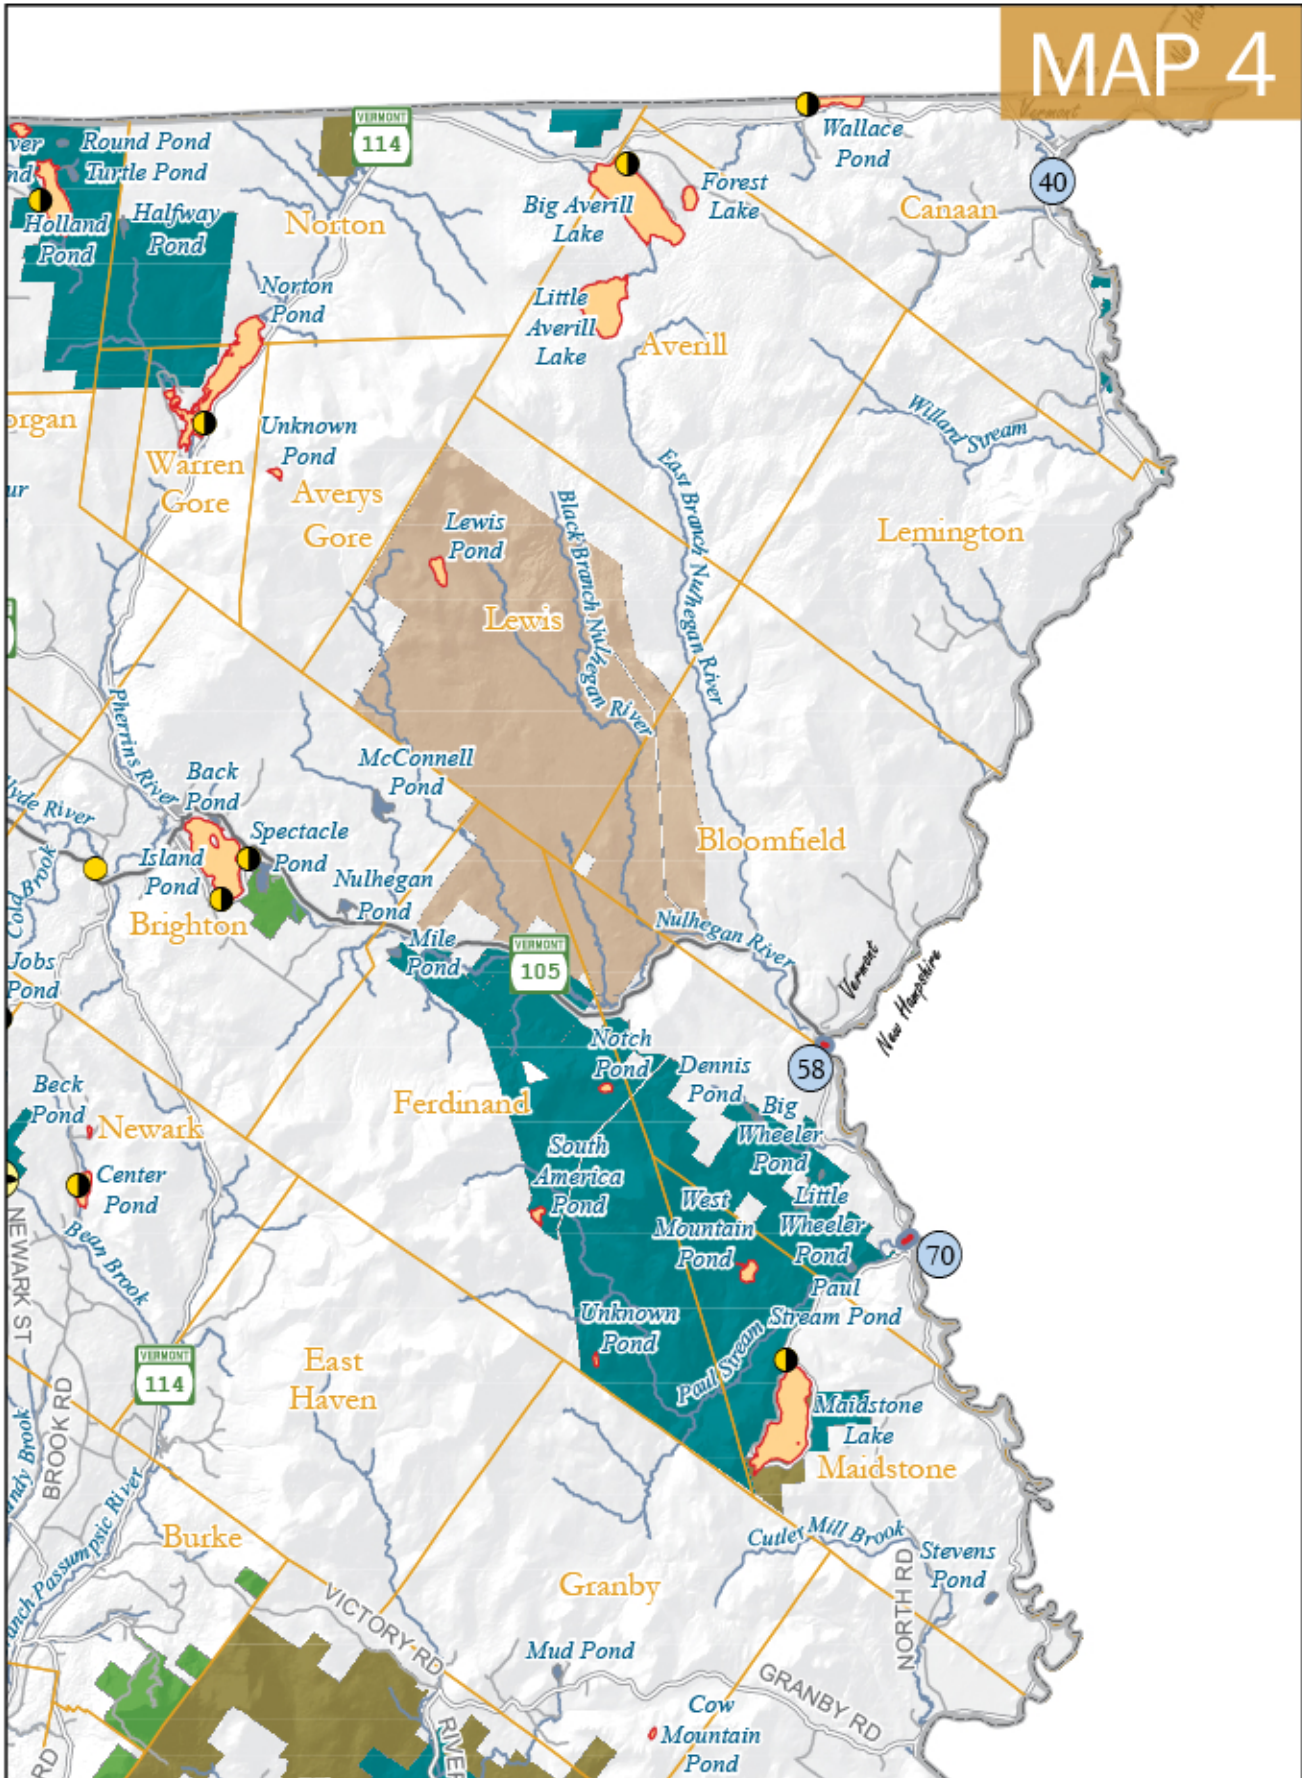 MAP 4
Vermont
VERMONT
114
Round Pond
Turtle Pond
Holland
Pond
Halfway
Pond
Norton
Norton
Pond
Big Averill
Lake
Forest
Lake
Wallace
Pond
Canaan
40
Little
Averill
Lake
Averill
Willard Stream
Lemington
Unknown
Pond
Warren
Gore
Averys
Gore
Lewis
Pond
Lewis
Black Branch Nulhegan River
East Branch Nulhegan River
Pherrins River
McConnell
Pond
Back
Pond
Spectacle
Pond
Island
Pond
Brighton
Nulhegan
Pond
Mile
Pond
VERMONT
105
Bloomfield
Nulhegan River
Vermont
New Hampshire
58
Cold Brook
Jobs
Pond
Beck
Pond
Newark
Center
Pond
Bean Brook
NEWARK ST
Ferdinand
Notch
Pond
Dennis
Pond
Big
Wheeler
Pond
South
America
Pond
West
Mountain
Pond
Little
Wheeler
Pond
70
Paul
Stream Pond
Unknown
Pond
Paul Stream
VERMONT
114
East
Haven
BROOK RD
Maidstone
Lake
Maidstone
Burke
VICTORY RD
Granby
Cutler Mill Brook
NORTH RD
Stevens
Pond
Mud Pond
GRANBY RD
Cow
Mountain
Pond
RD